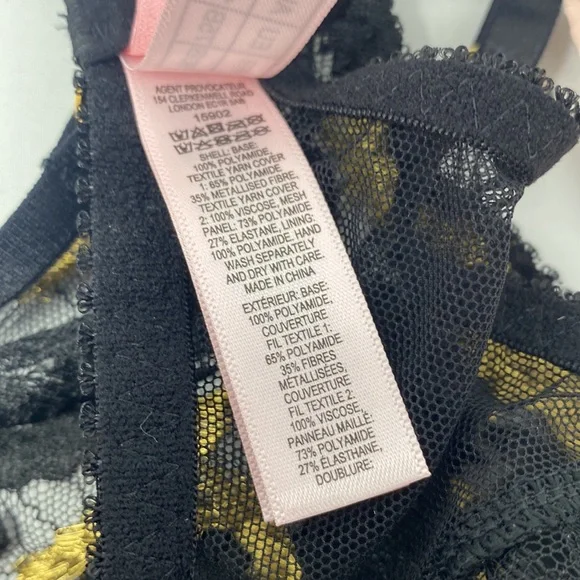 AGENT PROVOCATEUR
154 CLERKENWELL ROAD
LONDON EC1R 5AB
15902
SHELL: BASE:
100% POLYAMIDE,
TEXTILE YARN COVER
1: 65% POLYAMIDE,
35% METALLISED FIBRE,
TEXTILE YARN COVER
2: 100% VISCOSE, MESH
PANEL: 73% POLYAMIDE
27% ELASTANE, LINING:
100% POLYAMIDE. HAND
WASH SEPARATELY
AND DRY WITH CARE.
MADE IN CHINA
EXTÉRIEUR: BASE:
100% POLYAMIDE,
COUVERTURE
FIL TEXTILE 1:
65% POLYAMIDE
35% FIBRES
MÉTALLISÉES,
COUVERTURE
FIL TEXTILE 2:
100% VISCOSE,
PANNEAU MAILLE:
73% POLYAMIDE
27% ÉLASTHANE,
DOUBLURE: